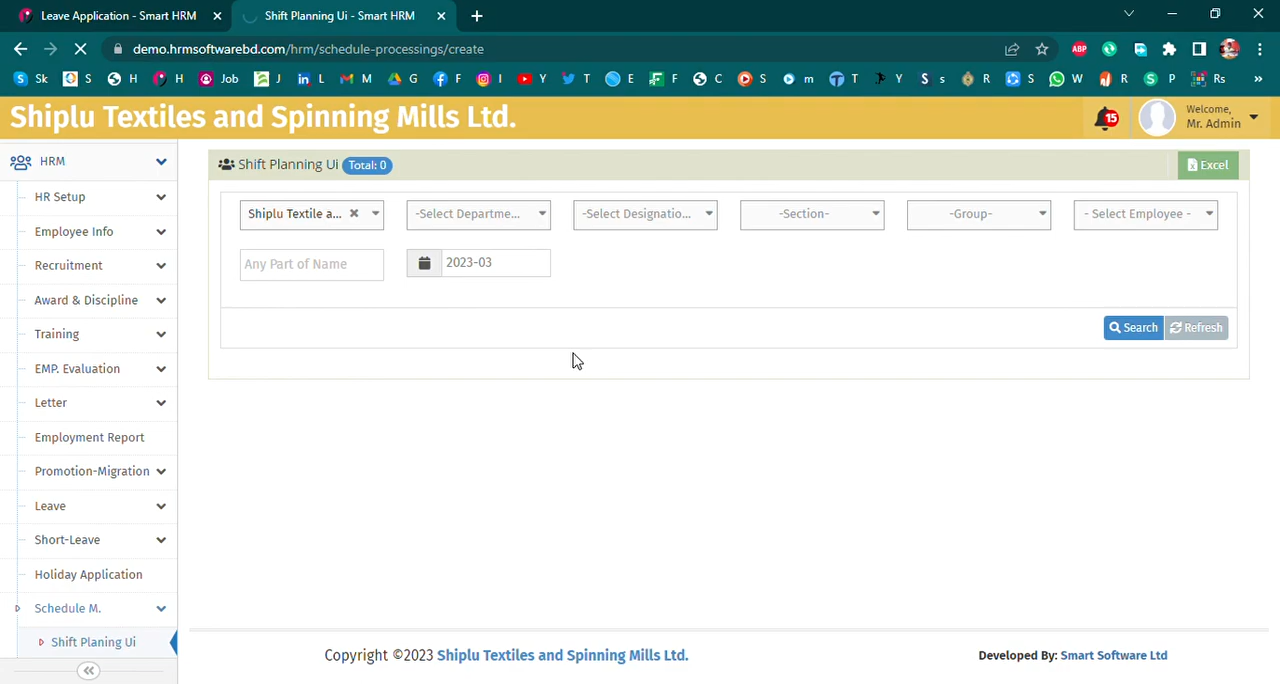 Leave Application - Smart HRM
Shift Planning Ui - Smart HRM
demo.hrmsoftwarebd.com/hrm/schedule-processings/create
ABP
Sk S H H Job J L M G F I Y T E F C S m T Y s R S W R P Rs »
Shiplu Textiles and Spinning Mills Ltd.
15
Welcome,
Mr. Admin
HRM
HR Setup
Employee Info
Recruitment
Award & Discipline
Training
EMP. Evaluation
Letter
Employment Report
Promotion-Migration
Leave
Short-Leave
Holiday Application
Schedule M.
Shift Planing Ui
Shift Planning Ui Total: 0
Excel
Shiplu Textile a... ×
-Select Departme...
-Select Designatio...
-Section-
-Group-
- Select Employee -
Any Part of Name
2023-03
Search
Refresh
Copyright ©2023 Shiplu Textiles and Spinning Mills Ltd.
Developed By: Smart Software Ltd